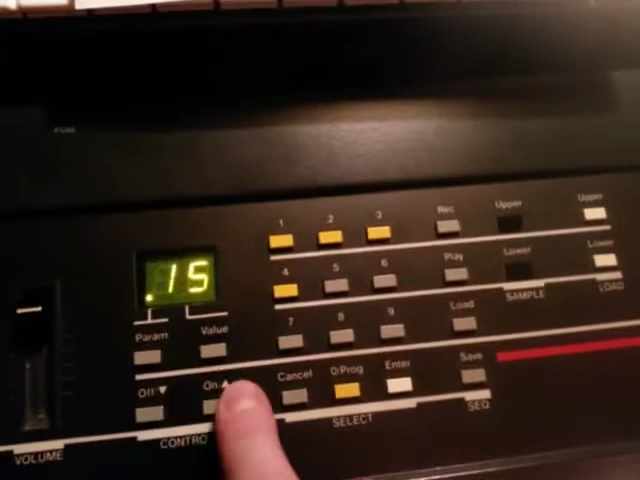 1 2 3 Rec Upper Upper
.15
4 5 6 Play Lower Lower
SAMPLE LOAD
Param Value 7 8 9 Load
Off ▼ On ▲ Cancel 0/Prog Enter Save
VOLUME CONTRO SELECT SEQ